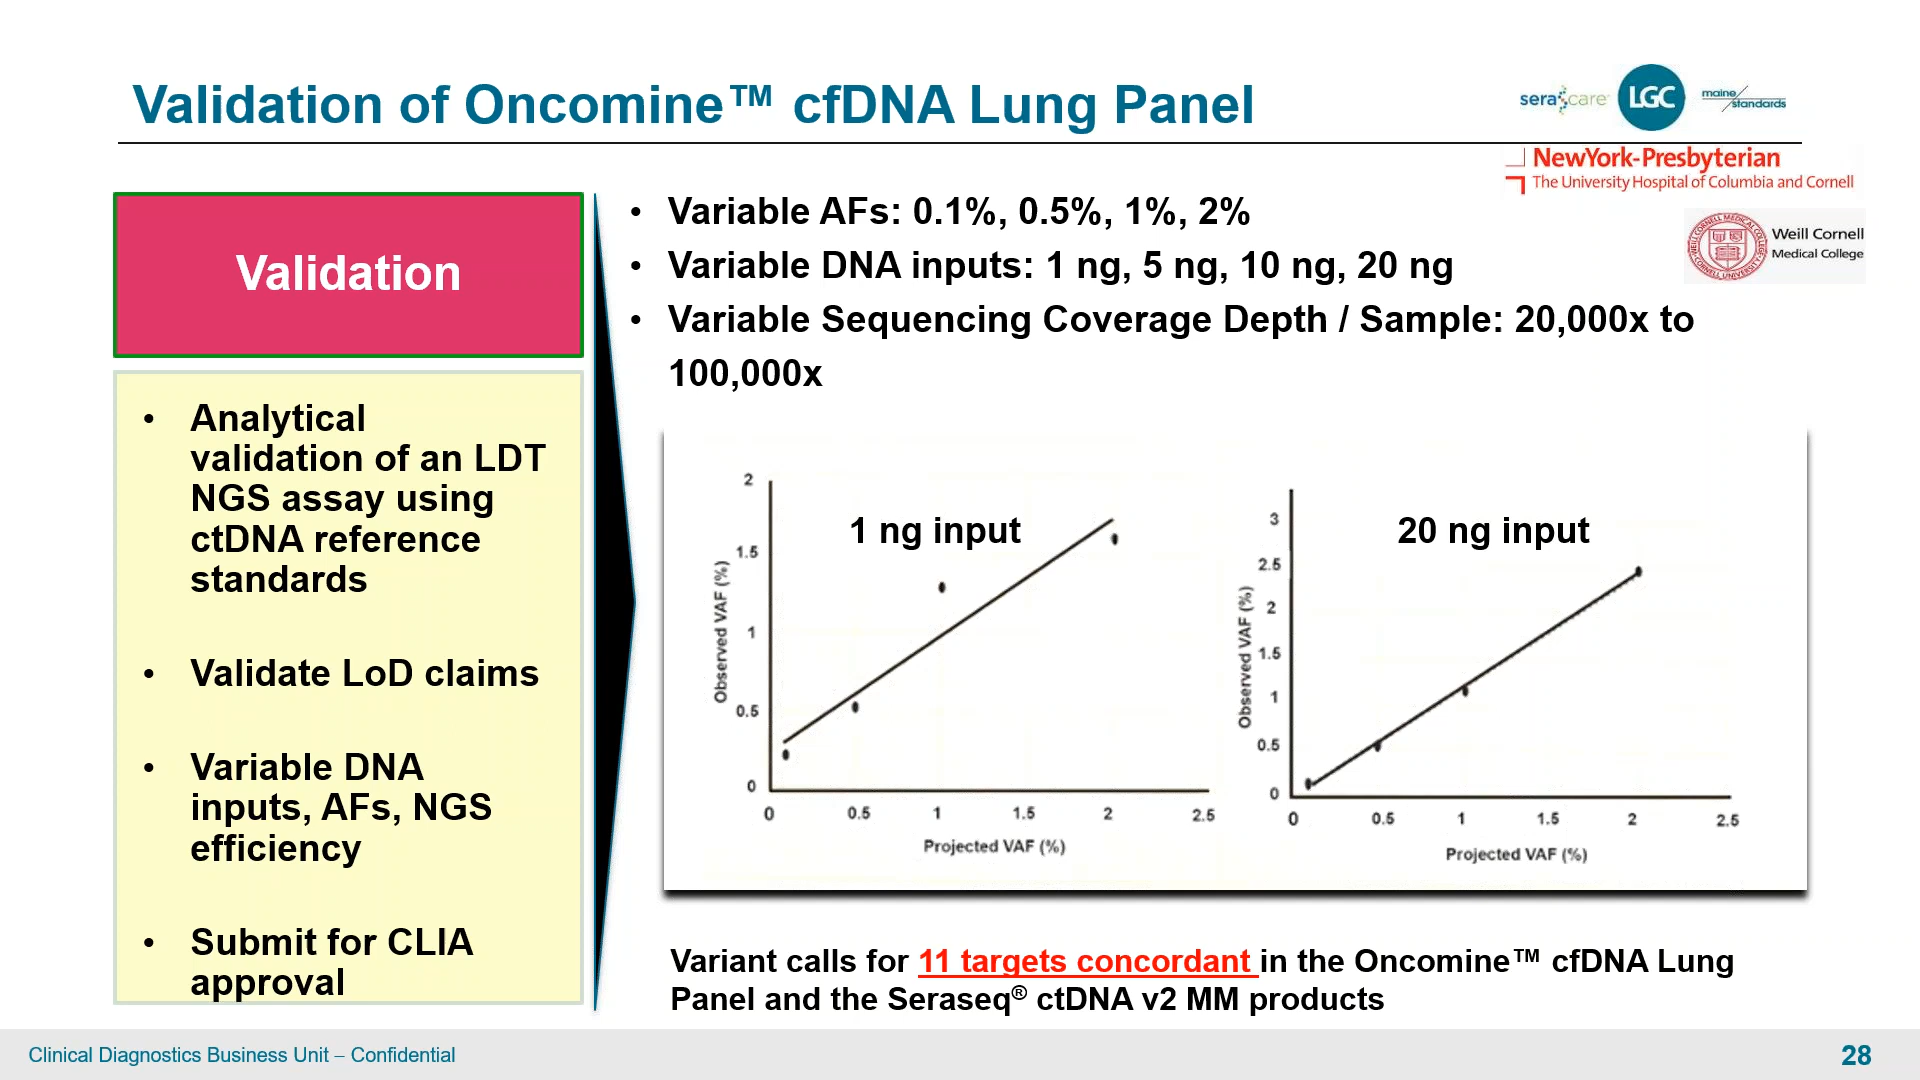 Validation of Oncomine™ cfDNA Lung Panel
seracare
LGC
maine standards
NewYork-Presbyterian
The University Hospital of Columbia and Cornell
Weill Cornell
Medical College
Validation
• Analytical
validation of an LDT
NGS assay using
ctDNA reference
standards
• Validate LoD claims
• Variable DNA
inputs, AFs, NGS
efficiency
• Submit for CLIA
approval
• Variable AFs: 0.1%, 0.5%, 1%, 2%
• Variable DNA inputs: 1 ng, 5 ng, 10 ng, 20 ng
• Variable Sequencing Coverage Depth / Sample: 20,000x to
100,000x
1 ng input
Observed VAF (%)
2
1.5
1
0.5
0
0 0.5 1 1.5 2 2.5
Projected VAF (%)
20 ng input
Observed VAF (%)
3
2.5
2
1.5
1
0.5
0
0 0.5 1 1.5 2 2.5
Projected VAF (%)
Variant calls for 11 targets concordant in the Oncomine™ cfDNA Lung
Panel and the Seraseq® ctDNA v2 MM products
Clinical Diagnostics Business Unit – Confidential
28